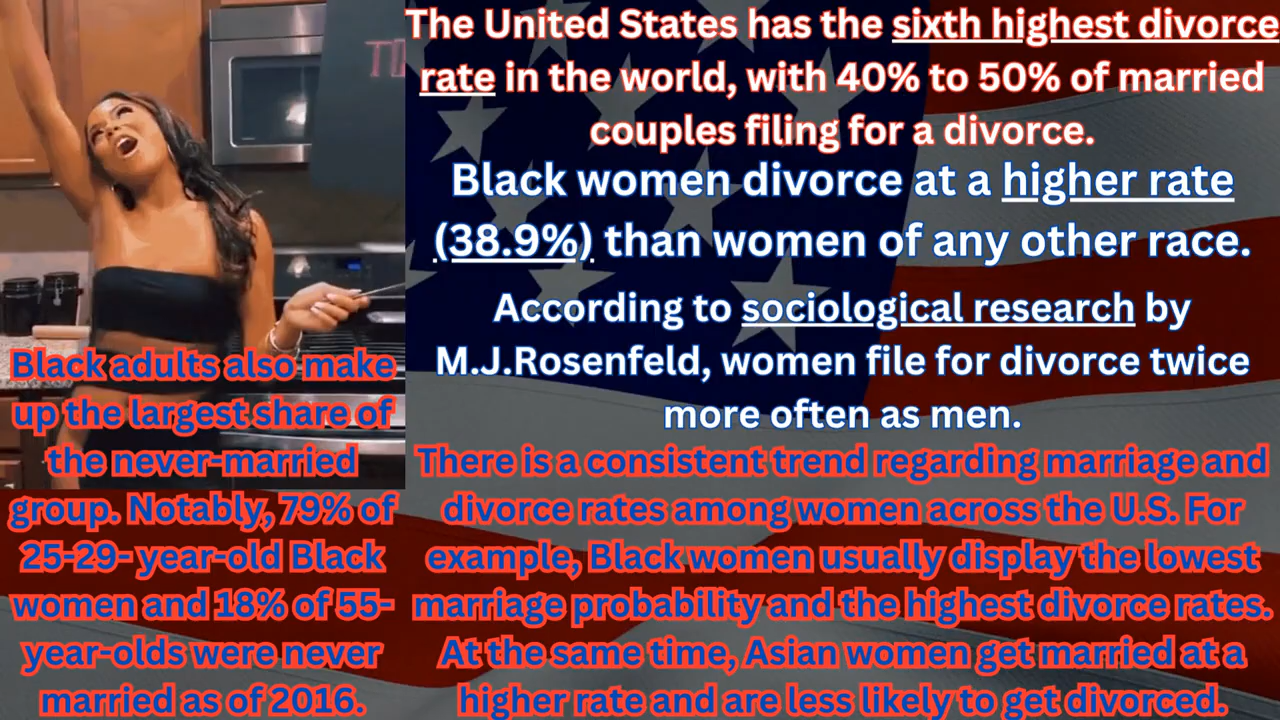 The United States has the sixth highest divorce
rate in the world, with 40% to 50% of married
couples filing for a divorce.
Black women divorce at a higher rate
(38.9%) than women of any other race.
According to sociological research by
M.J.Rosenfeld, women file for divorce twice
more often as men.
There is a consistent trend regarding marriage and
divorce rates among women across the U.S. For
example, Black women usually display the lowest
marriage probability and the highest divorce rates.
At the same time, Asian women get married at a
higher rate and are less likely to get divorced.
Black adults also make
up the largest share of
the never-married
group. Notably, 79% of
25-29- year-old Black
women and 18% of 55-
year-olds were never
married as of 2016.